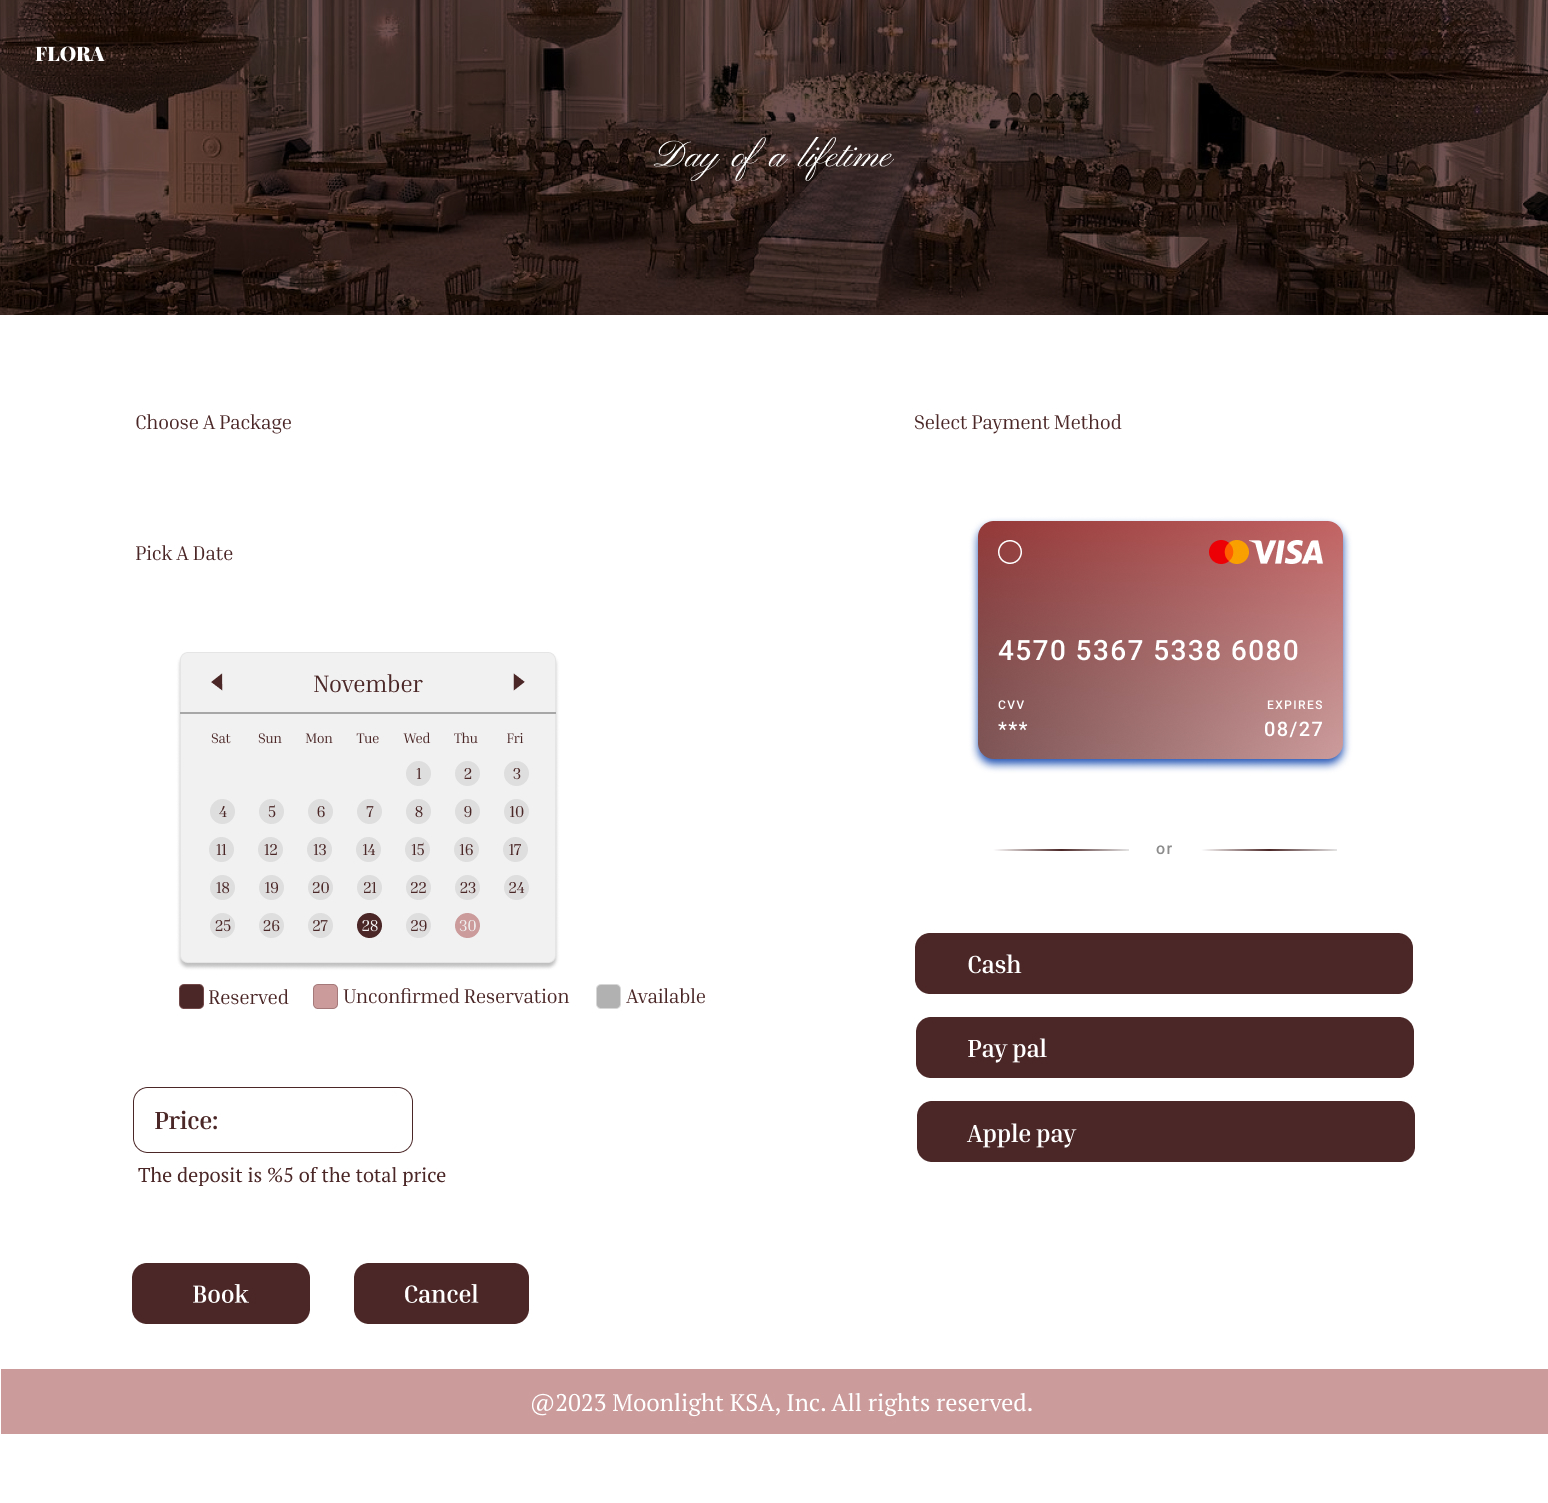 FLORA
Day of a lifetime
Choose A Package
Pick A Date
November
Sat Sun Mon Tue Wed Thu Fri
1 2 3
4 5 6 7 8 9 10
11 12 13 14 15 16 17
18 19 20 21 22 23 24
25 26 27 28 29 30
Reserved Unconfirmed Reservation Available
Price:
The deposit is %5 of the total price
Book Cancel
Select Payment Method
VISA
4570 5367 5338 6080
CVV EXPIRES
*** 08/27
or
Cash
Pay pal
Apple pay
@2023 Moonlight KSA, Inc. All rights reserved.